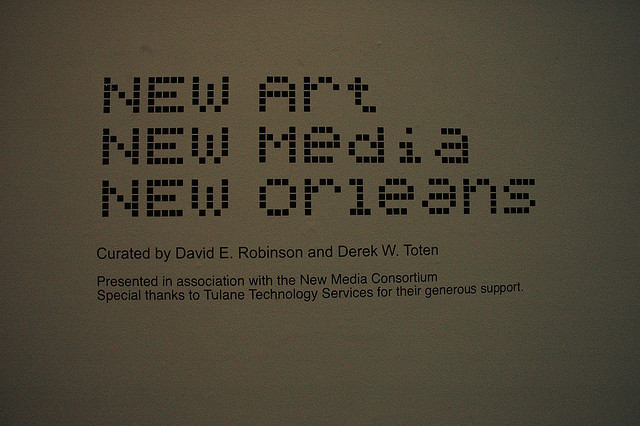 NEW Art
NEW Media
NEW Orleans
Curated by David E. Robinson and Derek W. Toten
Presented in association with the New Media Consortium
Special thanks to Tulane Technology Services for their generous support.